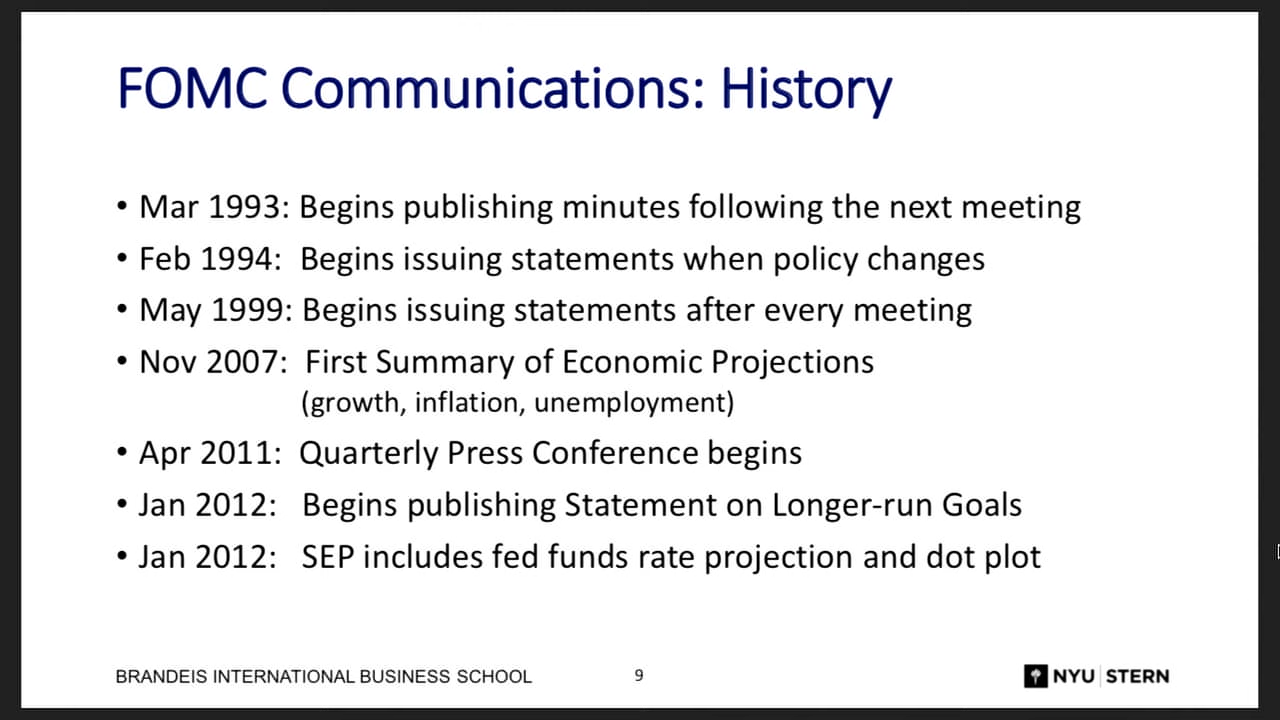 FOMC Communications: History
• Mar 1993: Begins publishing minutes following the next meeting
• Feb 1994: Begins issuing statements when policy changes
• May 1999: Begins issuing statements after every meeting
• Nov 2007: First Summary of Economic Projections
(growth, inflation, unemployment)
• Apr 2011: Quarterly Press Conference begins
• Jan 2012: Begins publishing Statement on Longer-run Goals
• Jan 2012: SEP includes fed funds rate projection and dot plot
BRANDEIS INTERNATIONAL BUSINESS SCHOOL 9 NYU STERN